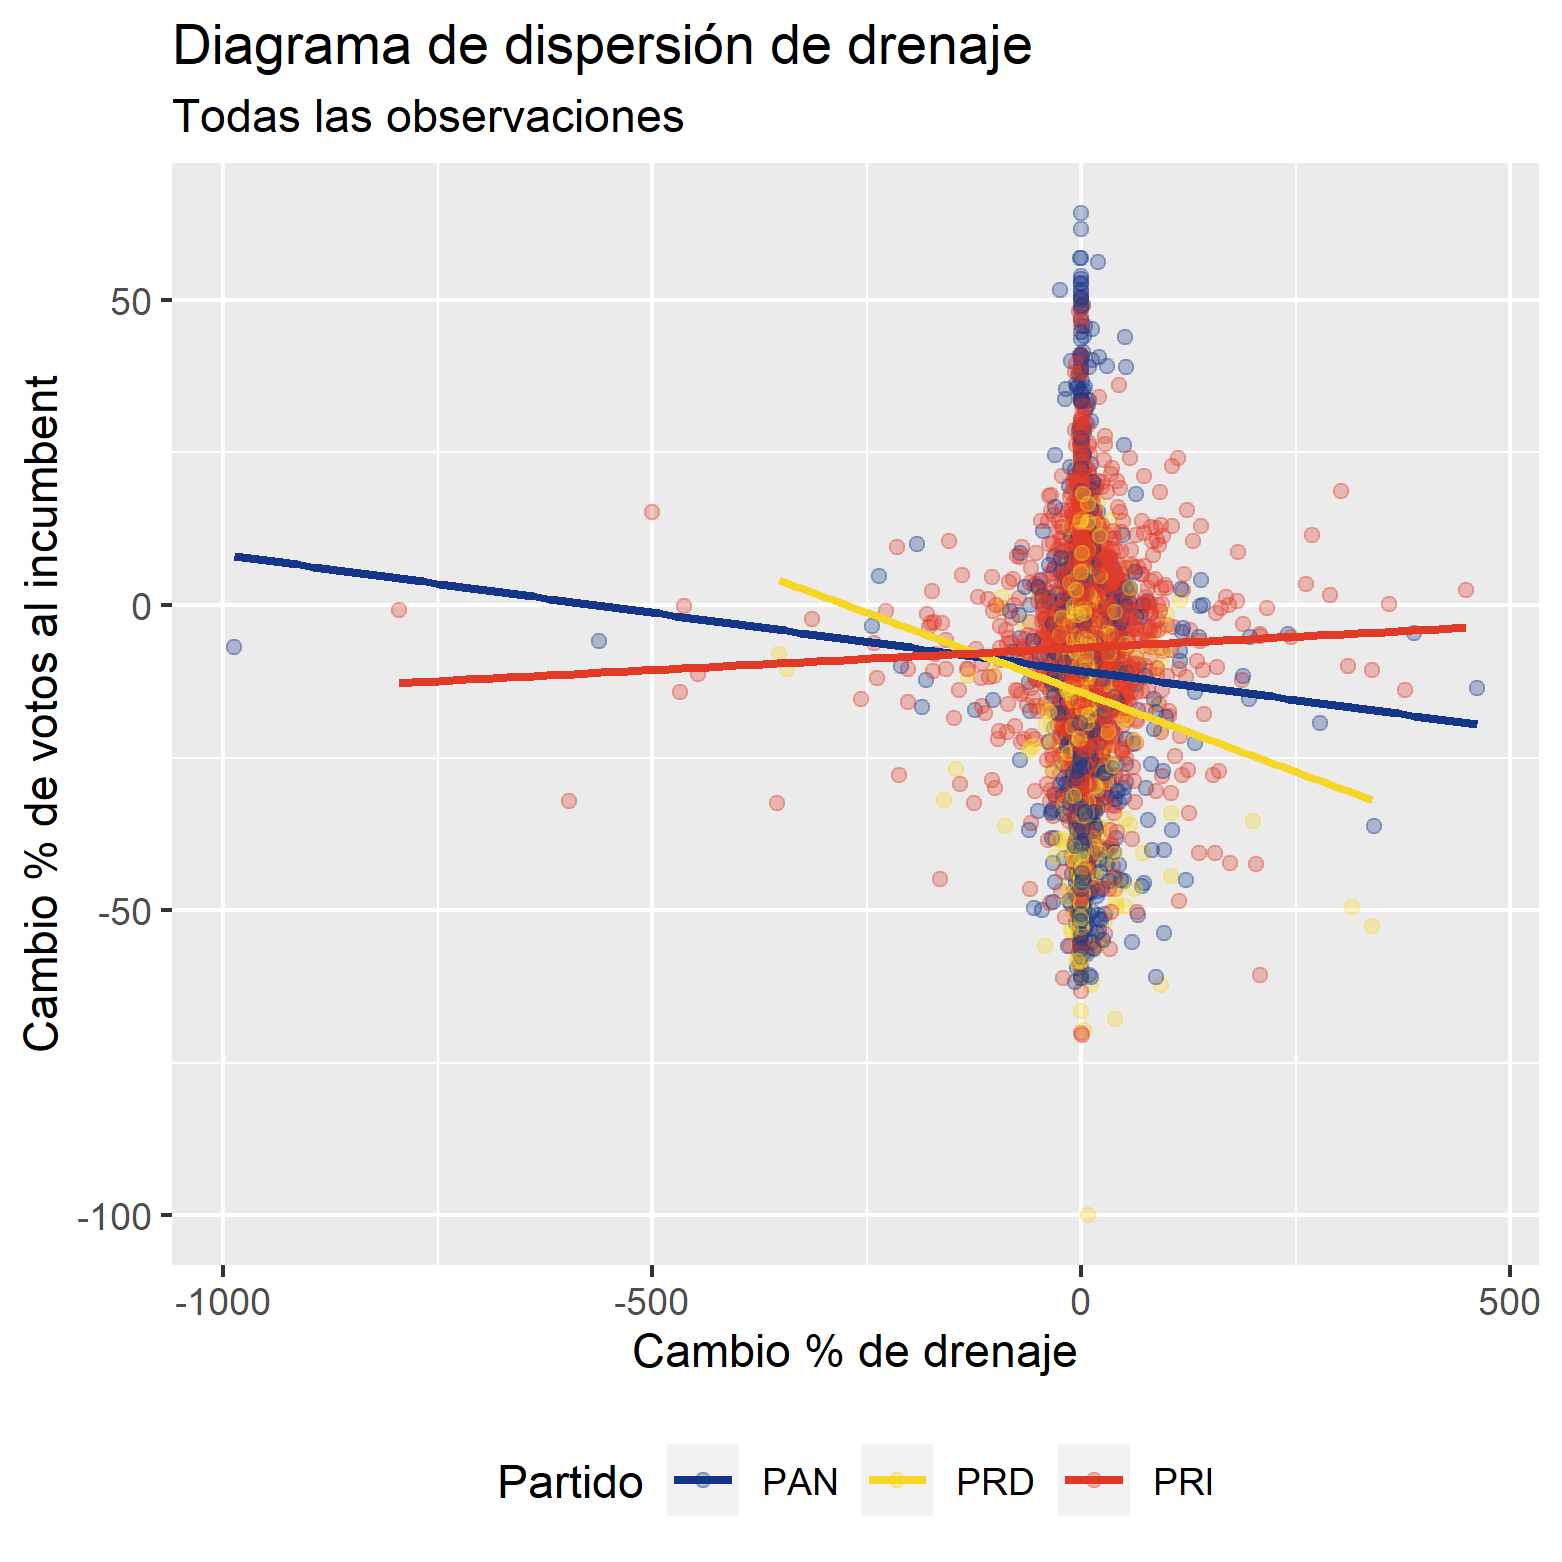 Diagrama de dispersión de drenaje
Todas las observaciones
Cambio % de votos al incumbent
50
0
-50
-100
-1000 -500 0 500
Cambio % de drenaje
Partido PAN PRD PRI